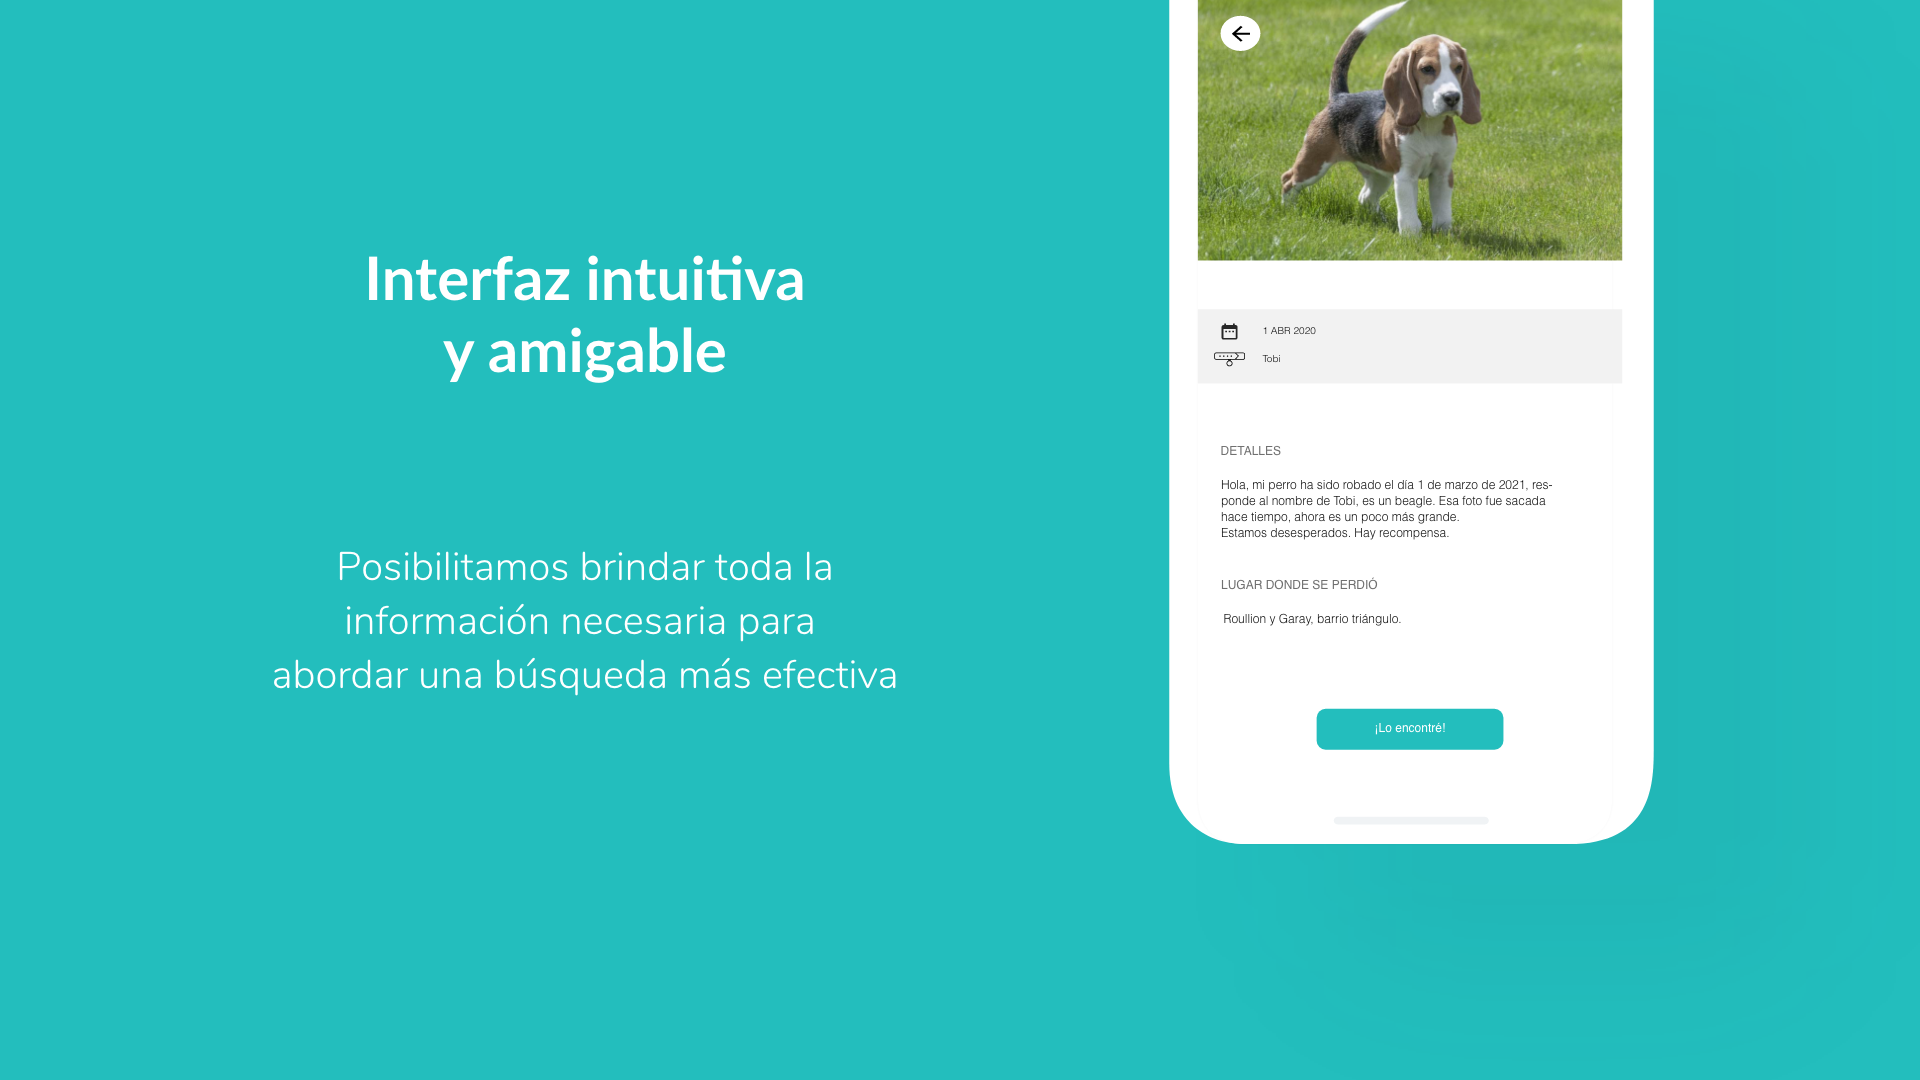 Interfaz intuitiva
y amigable
Posibilitamos brindar toda la
información necesaria para
abordar una búsqueda más efectiva
1 ABR 2020
Tobi
DETALLES
Hola, mi perro ha sido robado el día 1 de marzo de 2021, res-
ponde al nombre de Tobi, es un beagle. Esa foto fue sacada
hace tiempo, ahora es un poco más grande.
Estamos desesperados. Hay recompensa.
LUGAR DONDE SE PERDIÓ
Roullion y Garay, barrio triángulo.
¡Lo encontré!